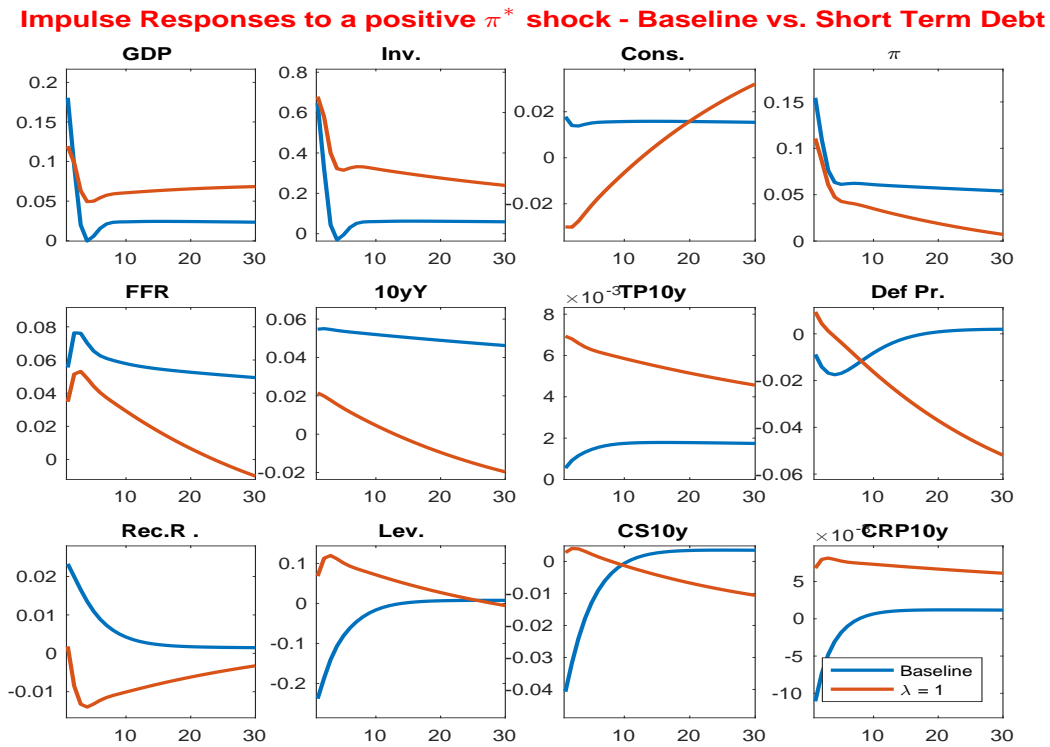 Impulse Responses to a positive π* shock - Baseline vs. Short Term Debt
GDP Inv. Cons. π
0.2 0.8 0.02 0.15
0.15 0.6 0 0.1
0.1 0.4 -0.02 0.05
0.05 0.2 0
0 0
10 20 30 10 20 30 10 20 30 10 20 30
FFR 10yY ×10⁻³ TP10y Def Pr.
0.08 0.06 8 0
0.06 0.04 6 -0.02
0.04 0.02 4 -0.04
0.02 0 2 -0.06
0 -0.02 0
10 20 30 10 20 30 10 20 30 10 20 30
Rec.R . Lev. CS10y CRP10y
0.02 0.1 0 5
0.01 0 -0.01 0
0 -0.1 -0.02 -5
-0.01 -0.2 -0.03 -10
-0.04
Baseline
λ = 1
10 20 30 10 20 30 10 20 30 10 20 30